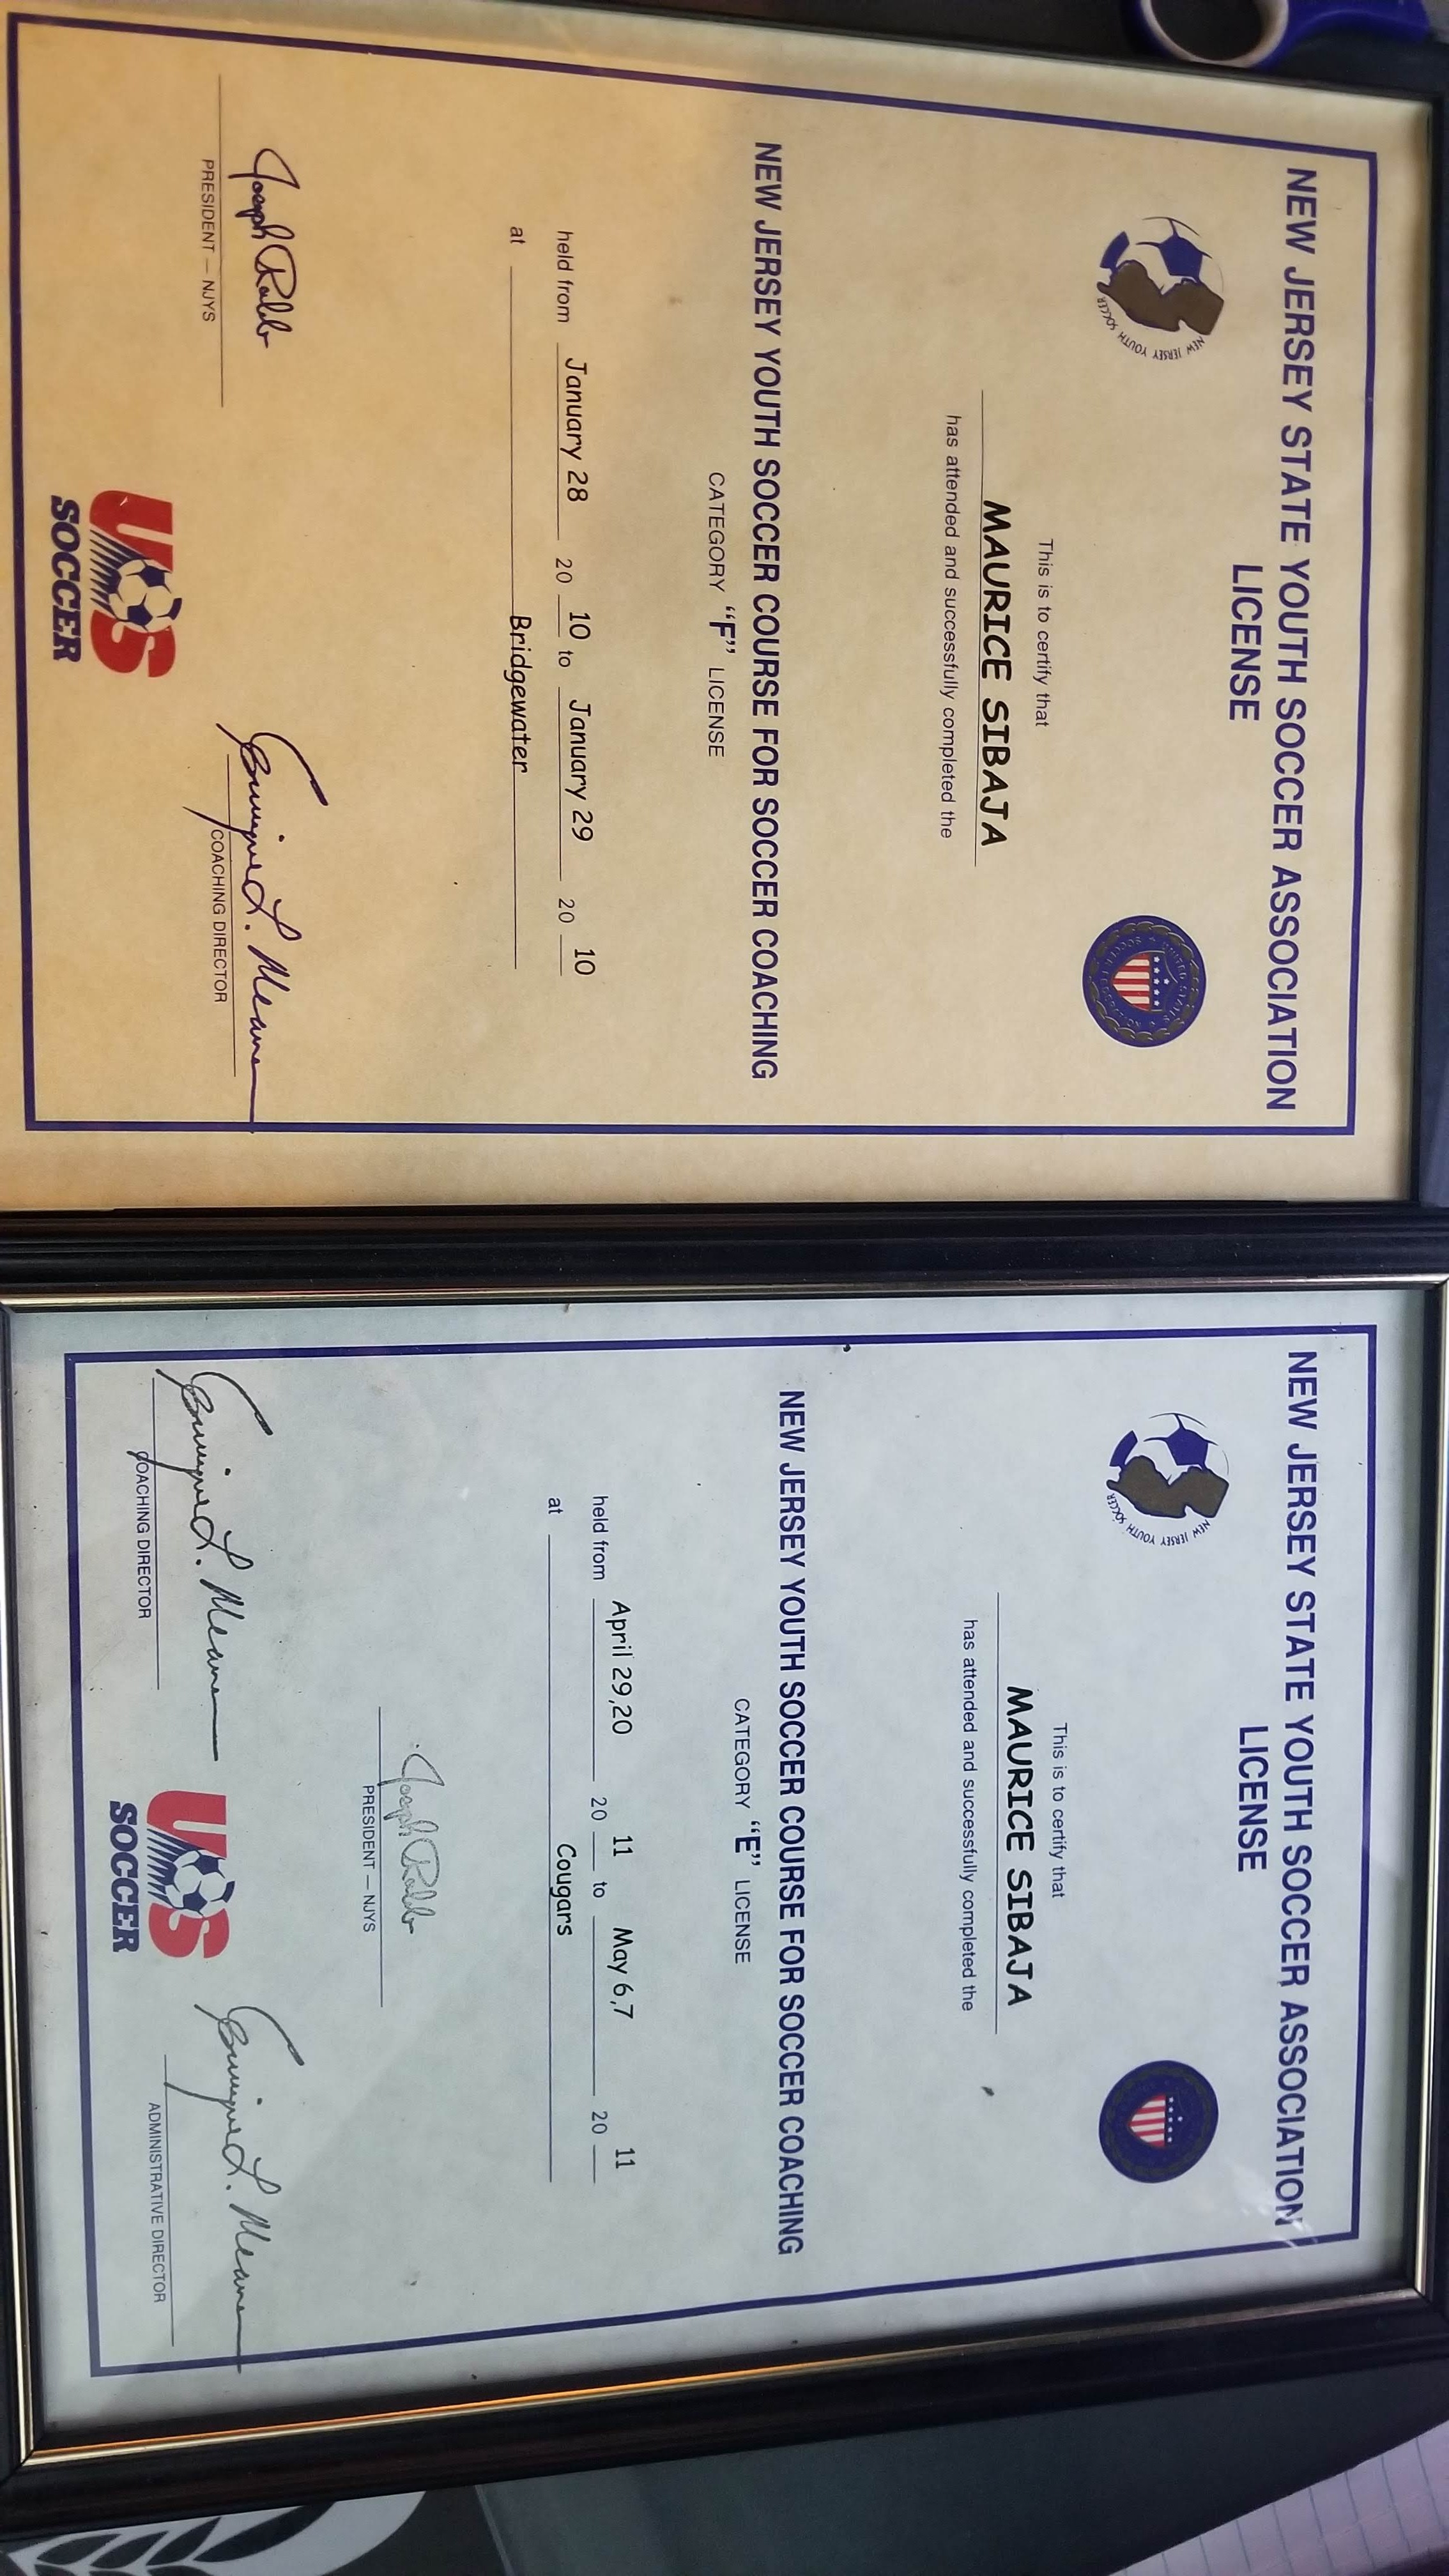 NEW JERSEY STATE YOUTH SOCCER ASSOCIATION
LICENSE
NEW JERSEY YOUTH SOCCER
This is to certify that
MAURICE SIBAJA
has attended and successfully completed the
NEW JERSEY YOUTH SOCCER COURSE FOR SOCCER COACHING
CATEGORY “F” LICENSE
held from January 28 20 10 to January 29 20 10
at Bridgewater
Joseph Rabb
PRESIDENT — NJYS
COACHING DIRECTOR
US
SOCCER
NEW JERSEY STATE YOUTH SOCCER ASSOCIATION
LICENSE
NEW JERSEY YOUTH SOCCER
This is to certify that
MAURICE SIBAJA
has attended and successfully completed the
NEW JERSEY YOUTH SOCCER COURSE FOR SOCCER COACHING
CATEGORY “E” LICENSE
held from April 29,20 20 11 to May 6,7 20 11
at Cougars
Joseph Rabb
PRESIDENT — NJYS
COACHING DIRECTOR
US
SOCCER
ADMINISTRATIVE DIRECTOR